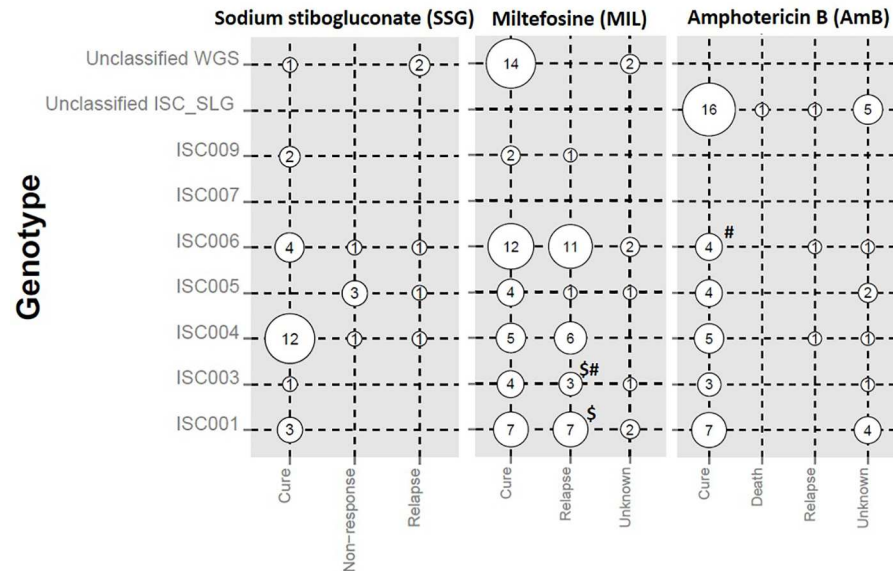 Sodium stibogluconate (SSG) Miltefosine (MIL) Amphotericin B (AmB)
Genotype
Unclassified WGS 1 2 14 2
Unclassified ISC_SLG 16 1 1 5
ISC009 2 2 1
ISC007
ISC006 4 1 1 12 11 2 4 # 1 1
ISC005 3 1 4 1 1 4 2
ISC004 12 1 1 5 6 5 1 1
ISC003 1 4 3 $# 1 3 1
ISC001 3 7 7 $ 2 7 4
Cure Non-response Relapse Cure Relapse Unknown Cure Death Relapse Unknown